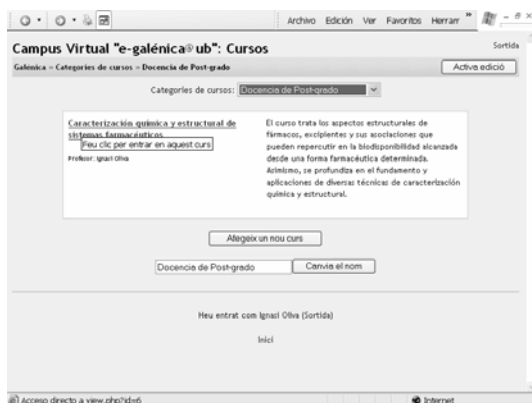 Archivo Edición Ver Favoritos Herrar »
Campus Virtual "e-galénica@ub": Cursos
Sortida
Galénica » Categories de cursos » Docencia de Post-grado
Activa edició
Categories de cursos: Docencia de Post-grado
Caracterización química y estructural de
sistemas farmacéuticos
Feu clic per entrar en aquest curs
Profesor: Ignasi Oliva
El curso trata los aspectos estructurales de
fármacos, excipientes y sus asociaciones que
pueden repercutir en la biodisponibilidad alcanzada
desde una forma farmacéutica determinada.
Asimismo, se profundiza en el fundamento y
aplicaciones de diversas técnicas de caracterización
química y estructural.
Afegeix un nou curs
Docencia de Post-grado
Canvia el nom
Heu entrat com Ignasi Oliva (Sortida)
Inici
Acceso directo a view.php?id=6
Internet